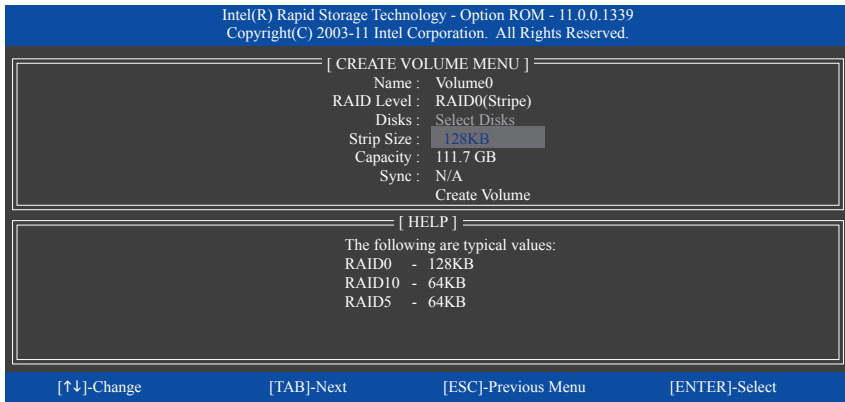 Intel(R) Rapid Storage Technology - Option ROM - 11.0.0.1339
Copyright(C) 2003-11 Intel Corporation. All Rights Reserved.
[ CREATE VOLUME MENU ]
Name : Volume0
RAID Level : RAID0(Stripe)
Disks : Select Disks
Strip Size : 128KB
Capacity : 111.7 GB
Sync : N/A
Create Volume
[ HELP ]
The following are typical values:
RAID0 - 128KB
RAID10 - 64KB
RAID5 - 64KB
[↑↓]-Change [TAB]-Next [ESC]-Previous Menu [ENTER]-Select